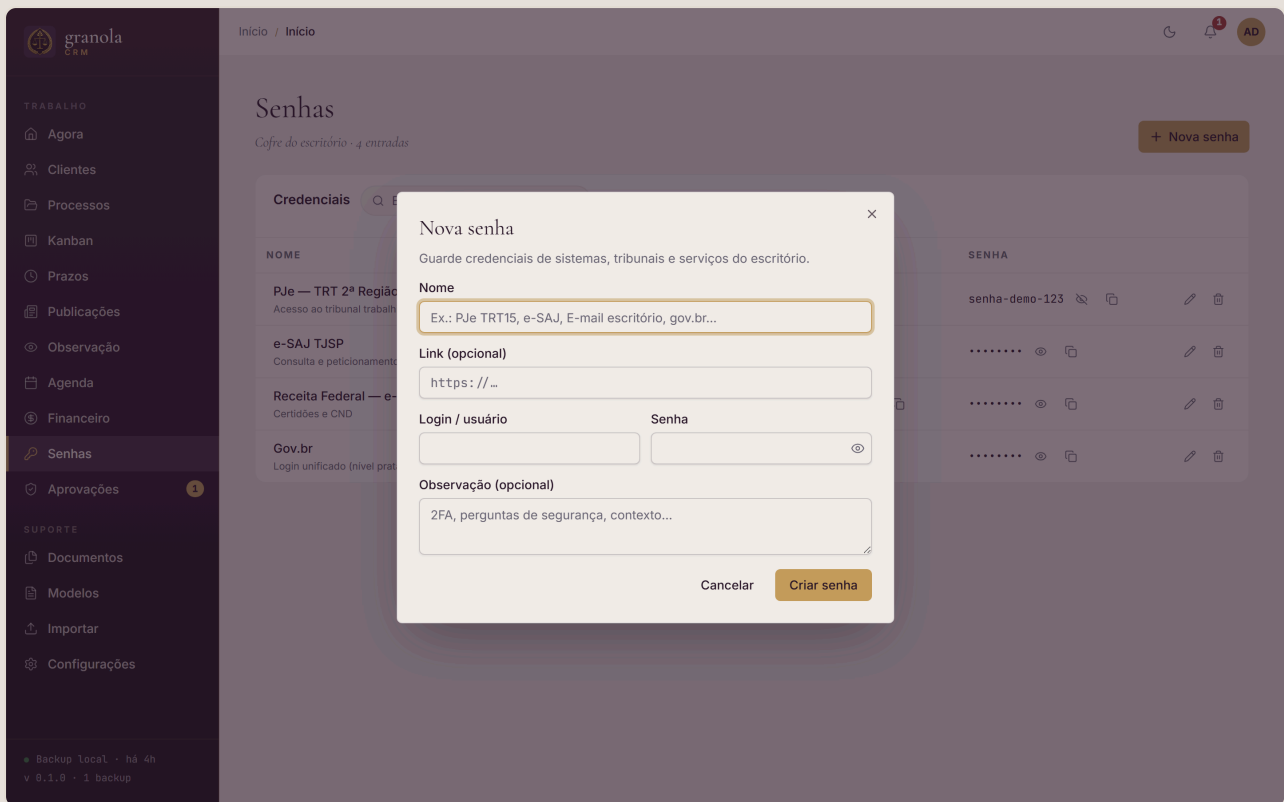 granola
CRM
Início / Início
1
AD
TRABALHO
Agora
Clientes
Processos
Kanban
Prazos
Publicações
Observação
Agenda
Financeiro
Senhas
Aprovações 1
SUPORTE
Documentos
Modelos
Importar
Configurações
Backup local · há 4h
v 0.1.0 · 1 backup
Senhas
Cofre do escritório · 4 entradas
+ Nova senha
Credenciais
NOME
SENHA
PJe — TRT 2ª Região
Acesso ao tribunal trabalh
senha-demo-123
e-SAJ TJSP
Consulta e peticionamento
••••••••
Receita Federal — e-
Certidões e CND
••••••••
Gov.br
Login unificado (nível prat
••••••••
Nova senha
Guarde credenciais de sistemas, tribunais e serviços do escritório.
Nome
Ex.: PJe TRT15, e-SAJ, E-mail escritório, gov.br...
Link (opcional)
https://…
Login / usuário
Senha
Observação (opcional)
2FA, perguntas de segurança, contexto...
Cancelar
Criar senha